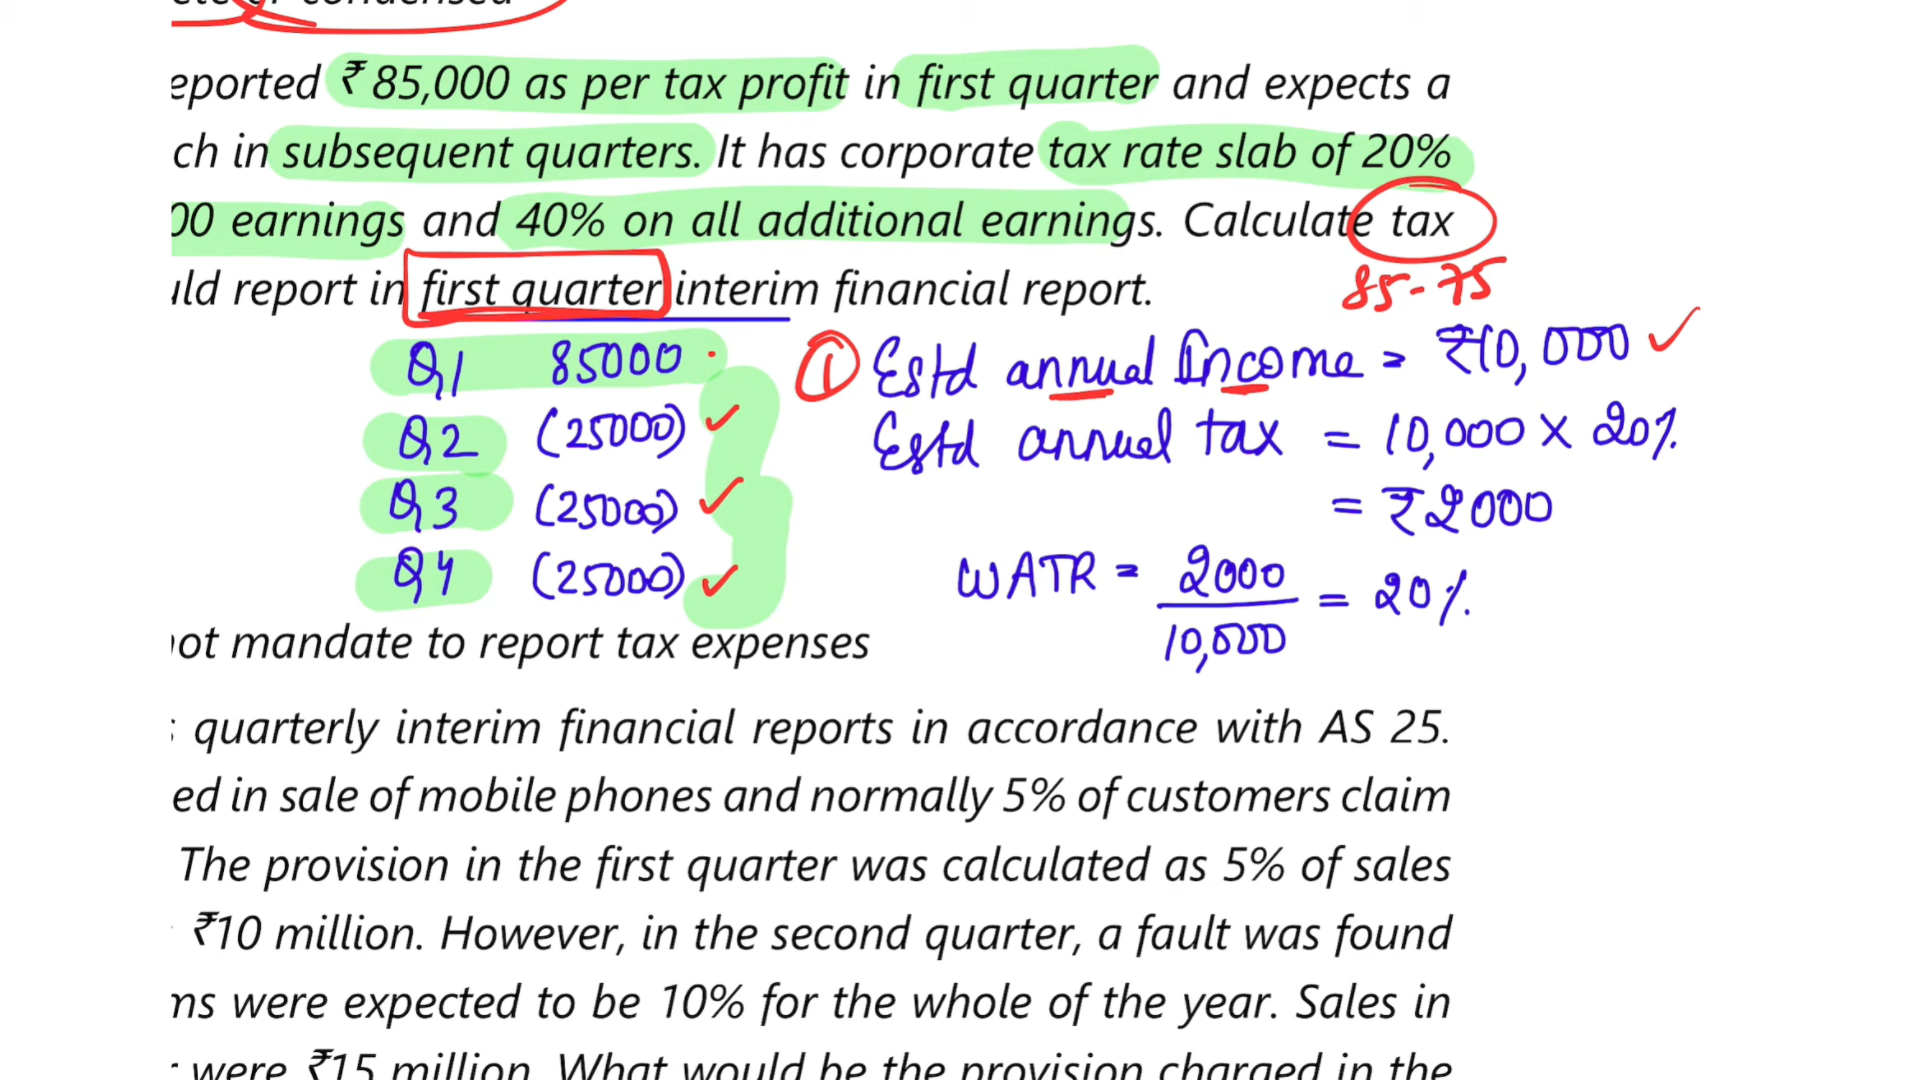 or condensed
eported ₹ 85,000 as per tax profit in first quarter and expects a
ch in subsequent quarters. It has corporate tax rate slab of 20%
00 earnings and 40% on all additional earnings. Calculate tax
uld report in first quarter interim financial report.
85-75
Q1 85000
Q2 (25000)
Q3 (25000)
Q4 (25000)
① Estd annual Income = ₹10,000 ✓
Estd annual tax = 10,000 X 20%
= ₹2000
WATR = 2000/10,000 = 20%
not mandate to report tax expenses
s quarterly interim financial reports in accordance with AS 25.
ed in sale of mobile phones and normally 5% of customers claim
The provision in the first quarter was calculated as 5% of sales
₹10 million. However, in the second quarter, a fault was found
ms were expected to be 10% for the whole of the year. Sales in
r were ₹15 million. What would be the provision charged in the